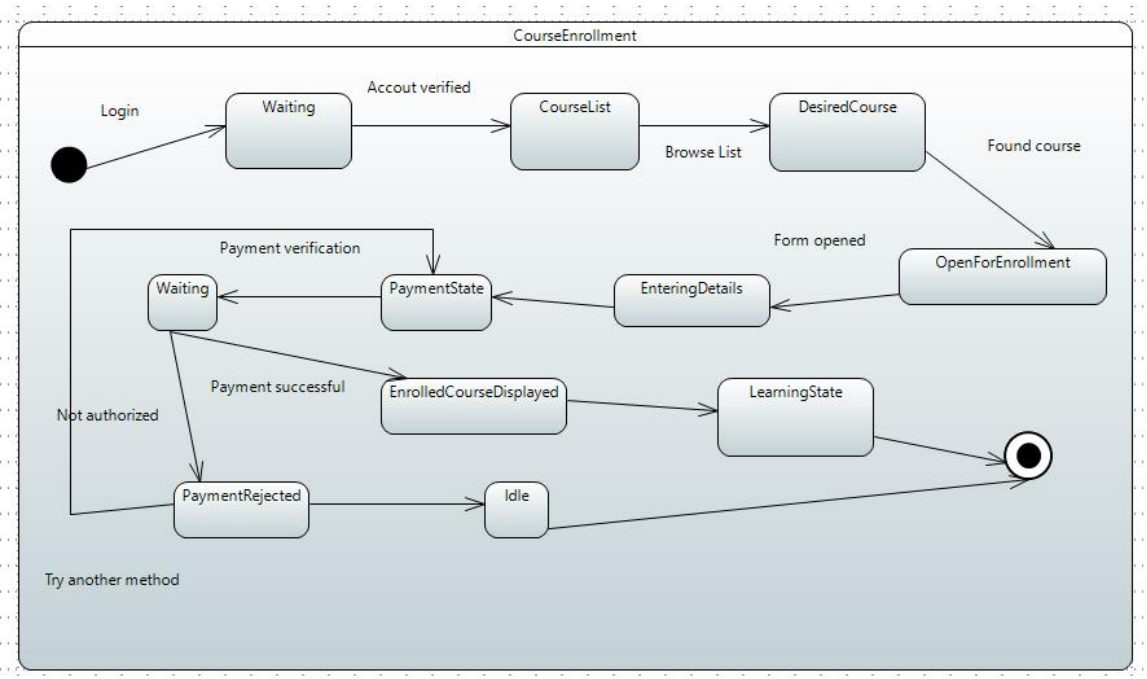 CourseEnrollment
Login
Waiting
Accout verified
CourseList
Browse List
DesiredCourse
Found course
OpenForEnrollment
Form opened
EnteringDetails
PaymentState
Payment verification
Waiting
Payment successful
EnrolledCourseDisplayed
LearningState
Not authorized
PaymentRejected
Idle
Try another method